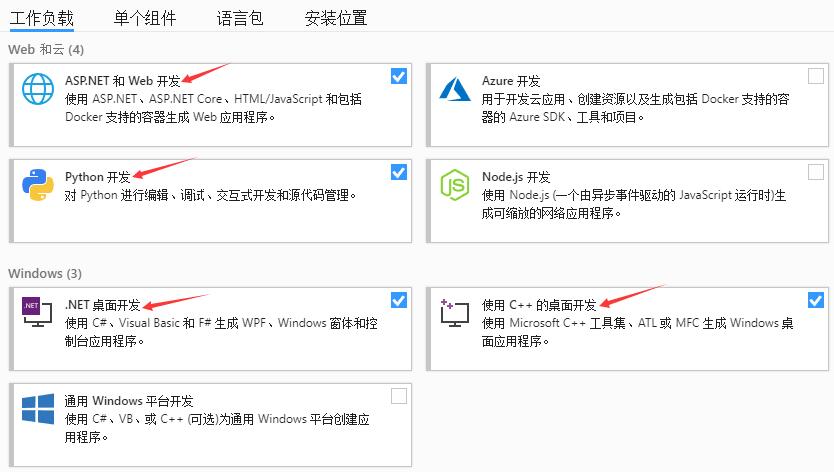 工作负载 单个组件 语言包 安装位置
Web 和云 (4)
ASP.NET 和 Web 开发
使用 ASP.NET、ASP.NET Core、HTML/JavaScript 和包括
Docker 支持的容器生成 Web 应用程序。
Azure 开发
用于开发云应用、创建资源以及生成包括 Docker 支持的容
器的 Azure SDK、工具和项目。
Python 开发
对 Python 进行编辑、调试、交互式开发和源代码管理。
Node.js 开发
使用 Node.js (一个由异步事件驱动的 JavaScript 运行时)生
成可缩放的网络应用程序。
Windows (3)
.NET
.NET 桌面开发
使用 C#、Visual Basic 和 F# 生成 WPF、Windows 窗体和控
制台应用程序。
使用 C++ 的桌面开发
使用 Microsoft C++ 工具集、ATL 或 MFC 生成 Windows 桌
面应用程序。
通用 Windows 平台开发
使用 C#、VB、或 C++ (可选)为通用 Windows 平台创建应
用程序。